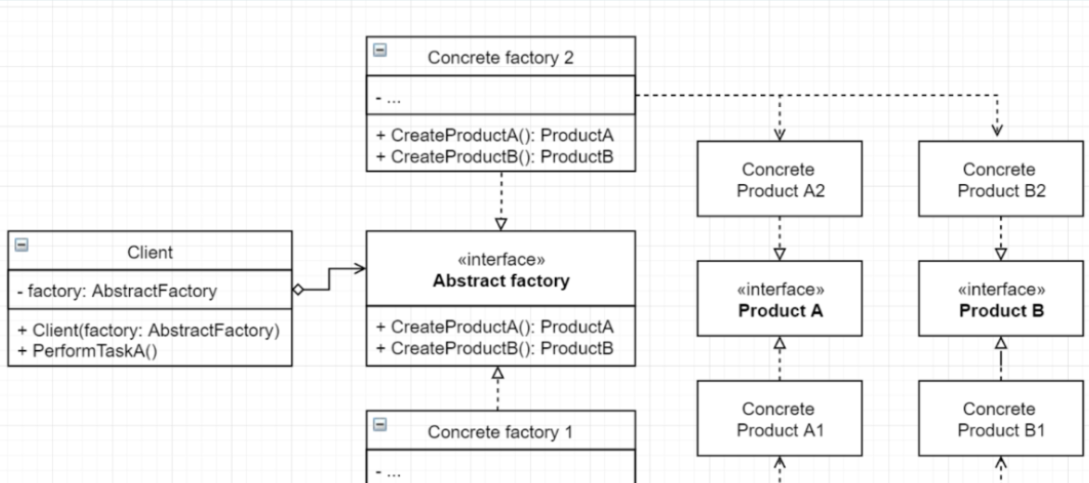 Concrete factory 2
- ...
+ CreateProductA(): ProductA
+ CreateProductB(): ProductB
Concrete
Product A2
Concrete
Product B2
Client
- factory: AbstractFactory
+ Client(factory: AbstractFactory)
+ PerformTaskA()
«interface»
Abstract factory
+ CreateProductA(): ProductA
+ CreateProductB(): ProductB
«interface»
Product A
«interface»
Product B
Concrete factory 1
- ...
Concrete
Product A1
Concrete
Product B1